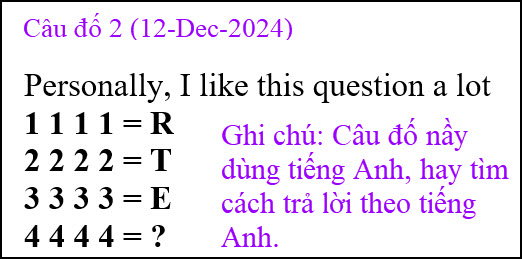 Câu đố 2 (12-Dec-2024)
Personally, I like this question a lot
1 1 1 1 = R
2 2 2 2 = T
3 3 3 3 = E
4 4 4 4 = ?
Ghi chú: Câu đố nầy
dùng tiếng Anh, hay tìm
cách trả lời theo tiếng
Anh.